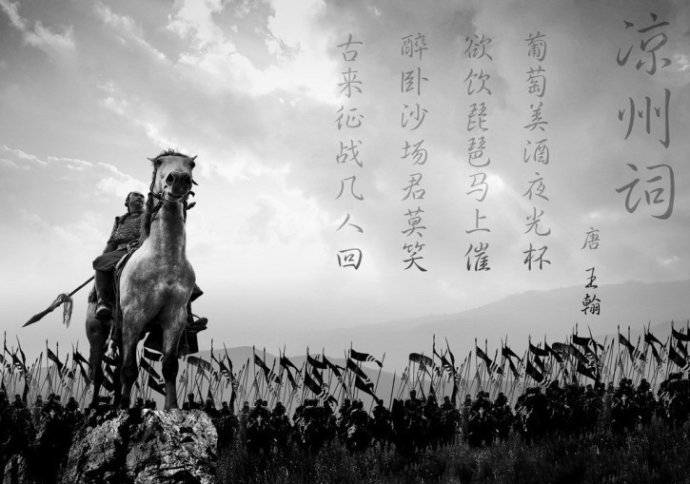 凉州词
唐 王翰
葡萄美酒夜光杯
欲饮琵琶马上催
醉卧沙场君莫笑
古来征战几人回